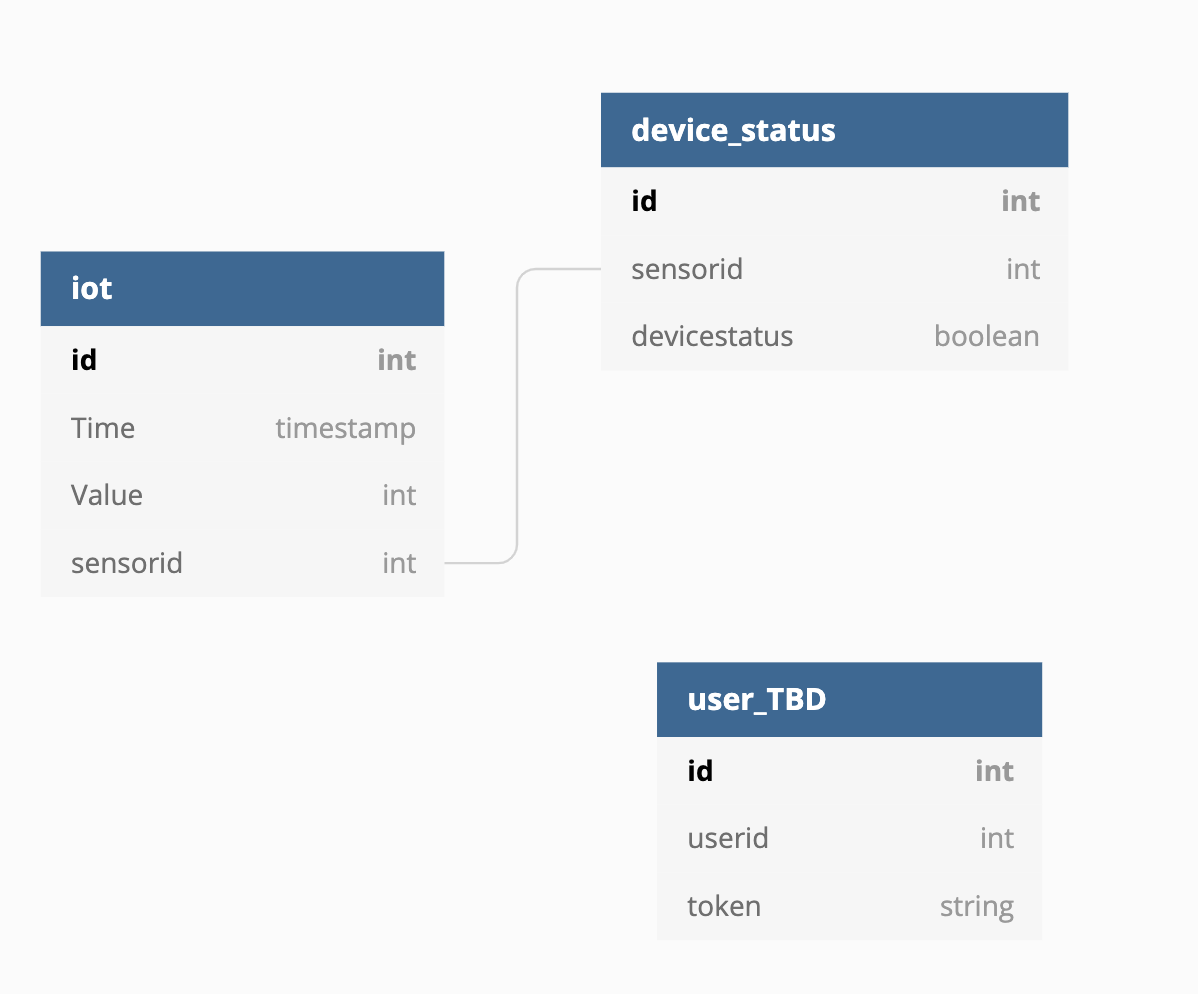 device_status
id int
sensorid int
devicestatus boolean
iot
id int
Time timestamp
Value int
sensorid int
user_TBD
id int
userid int
token string